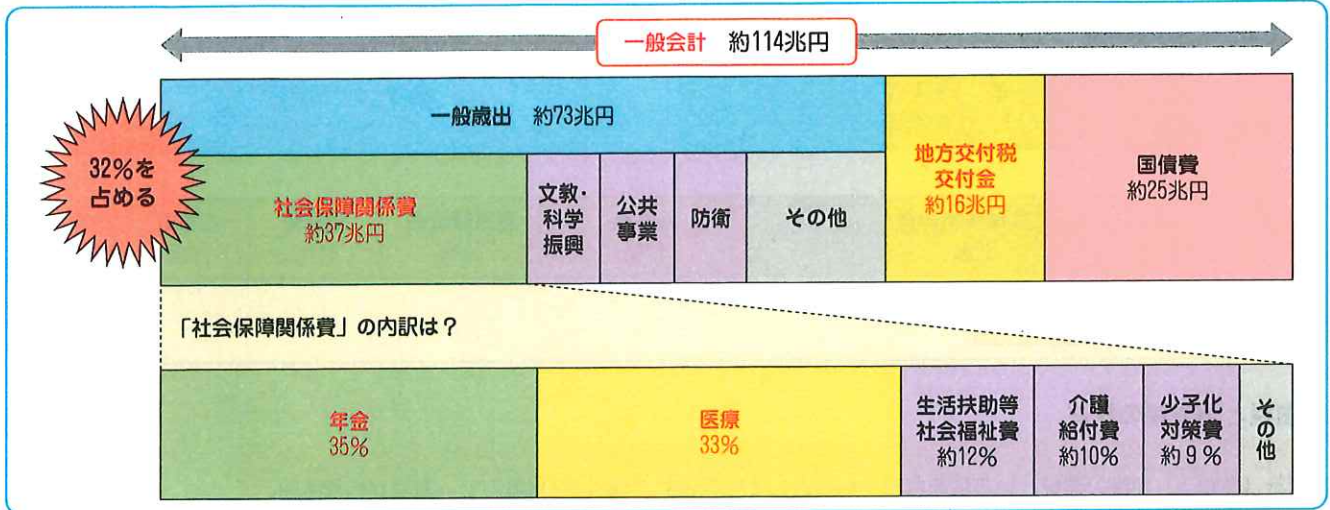 一般会計 約114兆円
32%を
占める
一般歳出 約73兆円
社会保障関係費
約37兆円
文教・
科学
振興
公共
事業
防衛
その他
地方交付税
交付金
約16兆円
国債費
約25兆円
「社会保障関係費」の内訳は？
年金
35%
医療
33%
生活扶助等
社会福祉費
約12%
介護
給付費
約10%
少子化
対策費
約9%
その他